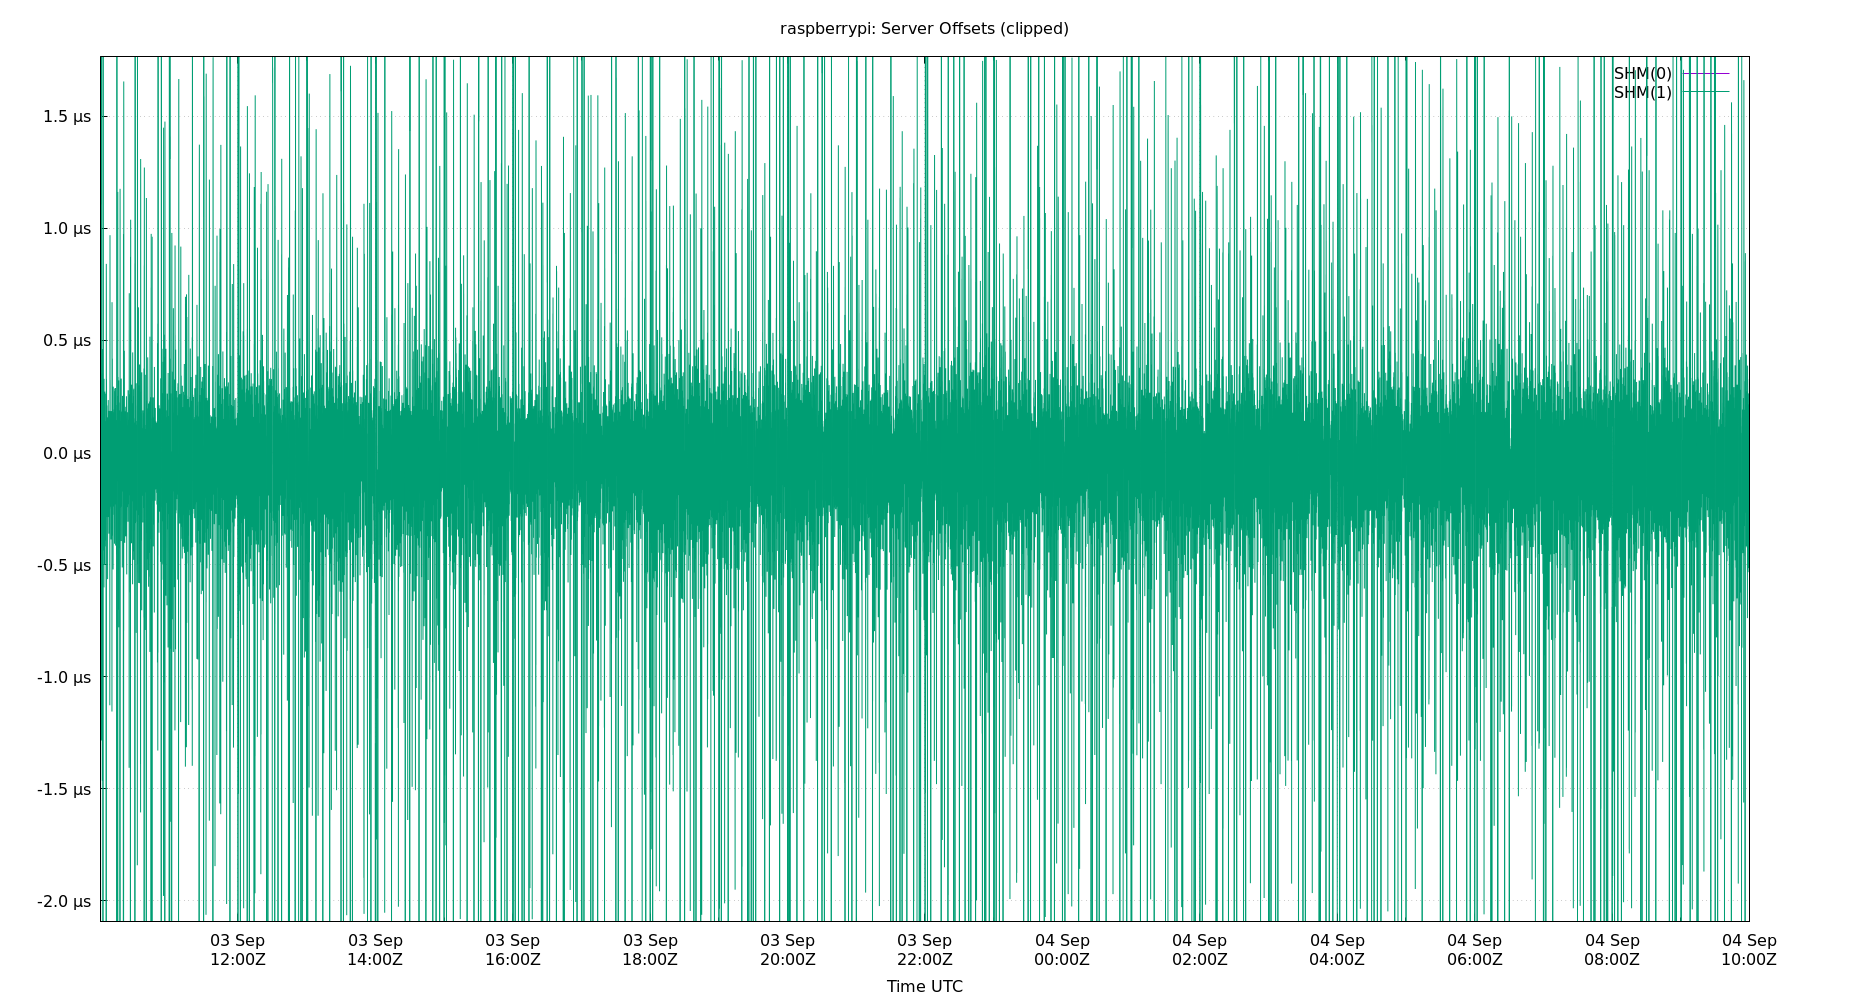 raspberrypi: Server Offsets (clipped)
SHM(0)
SHM(1)
1.5 µs
1.0 µs
0.5 µs
0.0 µs
-0.5 µs
-1.0 µs
-1.5 µs
-2.0 µs
03 Sep 03 Sep 03 Sep 03 Sep 03 Sep 03 Sep 04 Sep 04 Sep 04 Sep 04 Sep 04 Sep 04 Sep
12:00Z 14:00Z 16:00Z 18:00Z 20:00Z 22:00Z 00:00Z 02:00Z 04:00Z 06:00Z 08:00Z 10:00Z
Time UTC